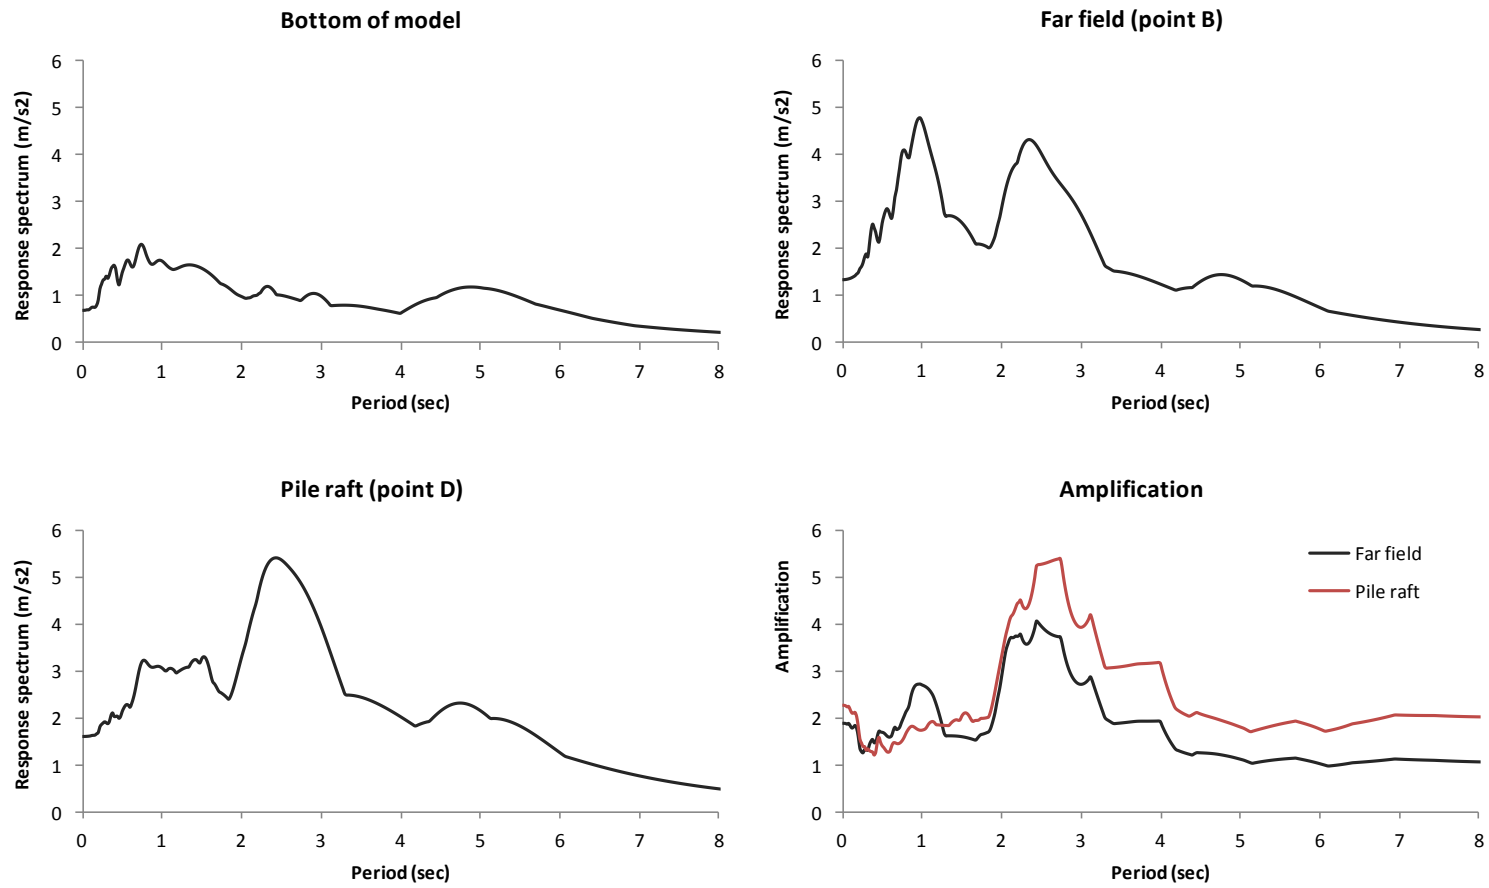 Bottom of model
6
5
4
3
2
1
0
Response spectrum (m/s2)
0 1 2 3 4 5 6 7 8
Period (sec)
Far field (point B)
6
5
4
3
2
1
0
Response spectrum (m/s2)
0 1 2 3 4 5 6 7 8
Period (sec)
Pile raft (point D)
6
5
4
3
2
1
0
Response spectrum (m/s2)
0 1 2 3 4 5 6 7 8
Period (sec)
Amplification
6
5
4
3
2
1
0
Amplification
Far field
Pile raft
0 1 2 3 4 5 6 7 8
Period (sec)